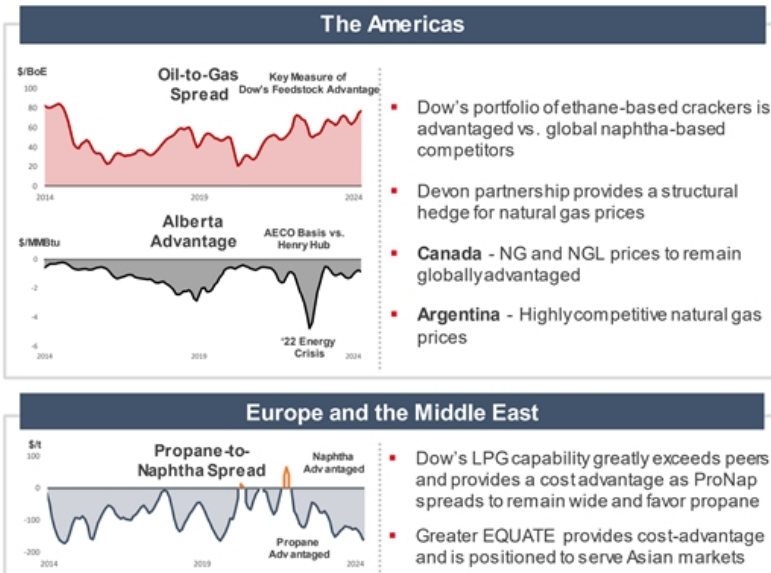 The Americas
$/BoE
Oil-to-Gas
Spread
Key Measure of
Dow's Feedstock Advantage
100
80
60
40
20
0
2014
2019
2024
Alberta
Advantage
AECO Basis vs.
Henry Hub
$/MMBtu
0
-2
-4
-6
2014
2019
'22 Energy
Crisis
2024
▪ Dow's portfolio of ethane-based crackers is
advantaged vs. global naphtha-based
competitors
▪ Devon partnership provides a structural
hedge for natural gas prices
▪ Canada - NG and NGL prices to remain
globally advantaged
▪ Argentina - Highly competitive natural gas
prices
Europe and the Middle East
$/t
Propane-to-
Naphtha Spread
Naphtha
Advantaged
100
0
-100
-200
Propane
Advantaged
2014
2019
2024
▪ Dow's LPG capability greatly exceeds peers
and provides a cost advantage as ProNap
spreads to remain wide and favor propane
▪ Greater EQUATE provides cost-advantage
and is positioned to serve Asian markets